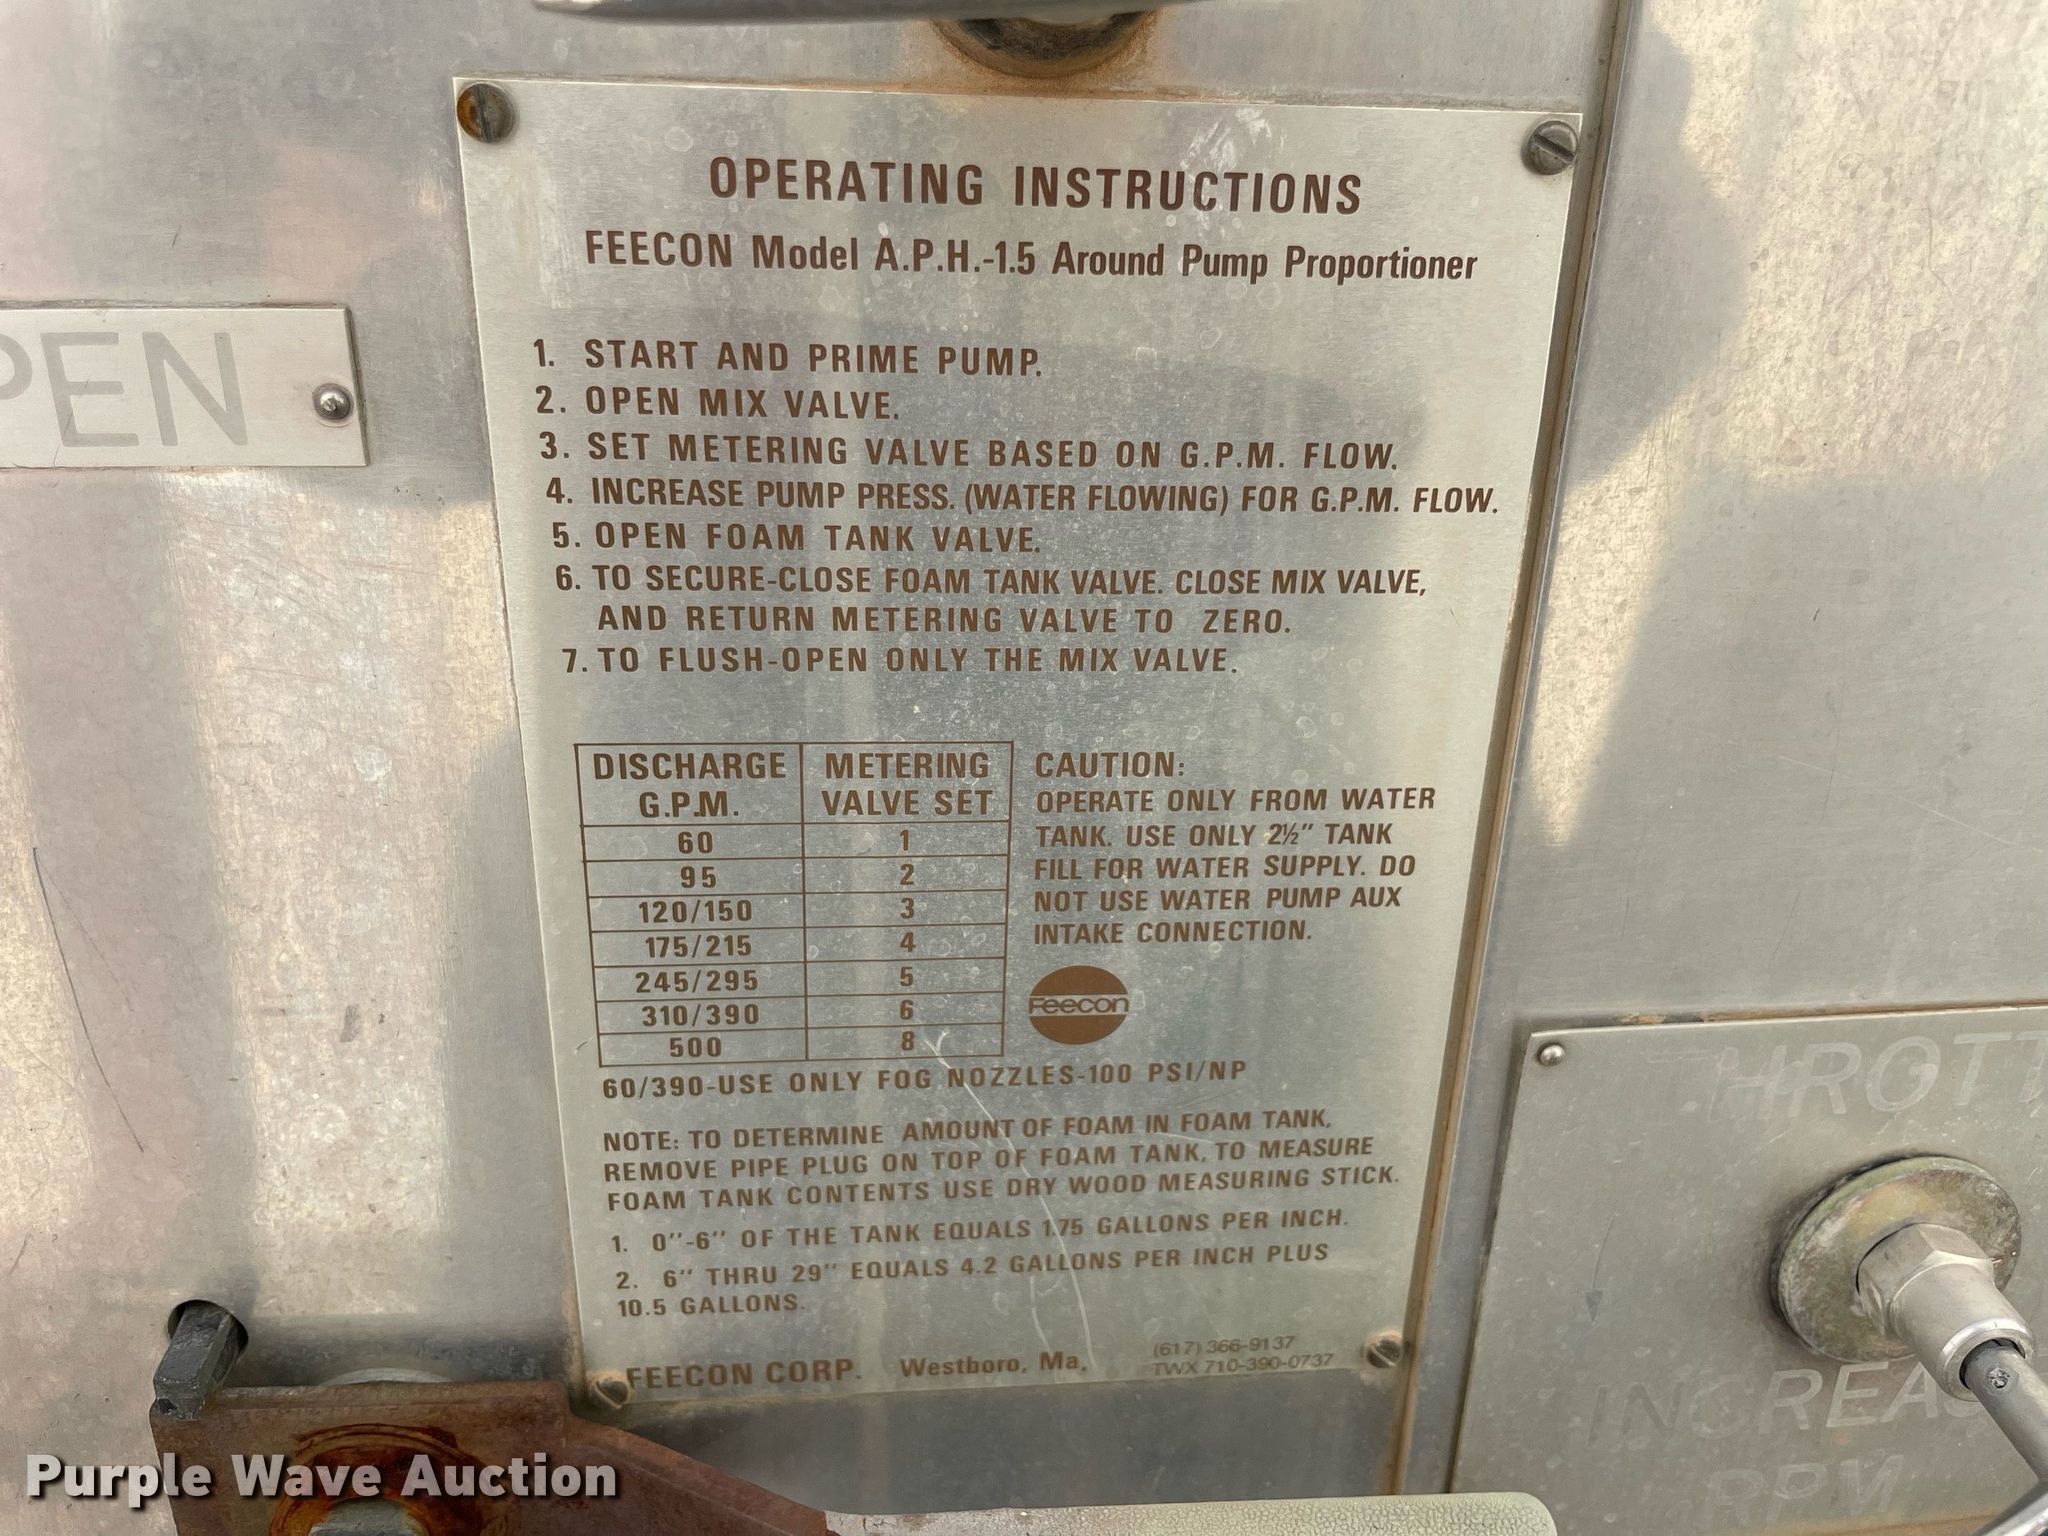 OPERATING INSTRUCTIONS
FEECON Model A.P.H.-1.5 Around Pump Proportioner
PEN
1. START AND PRIME PUMP.
2. OPEN MIX VALVE.
3. SET METERING VALVE BASED ON G.P.M. FLOW.
4. INCREASE PUMP PRESS. (WATER FLOWING) FOR G.P.M. FLOW.
5. OPEN FOAM TANK VALVE.
6. TO SECURE-CLOSE FOAM TANK VALVE. CLOSE MIX VALVE,
AND RETURN METERING VALVE TO ZERO.
7. TO FLUSH-OPEN ONLY THE MIX VALVE.
DISCHARGE G.P.M. METERING VALVE SET
60 1
95 2
120/150 3
175/215 4
245/295 5
310/390 6
500 8
CAUTION:
OPERATE ONLY FROM WATER
TANK. USE ONLY 2½" TANK
FILL FOR WATER SUPPLY. DO
NOT USE WATER PUMP AUX
INTAKE CONNECTION.
Feecon
60/390-USE ONLY FOG NOZZLES-100 PSI/NP
NOTE: TO DETERMINE AMOUNT OF FOAM IN FOAM TANK,
REMOVE PIPE PLUG ON TOP OF FOAM TANK. TO MEASURE
FOAM TANK CONTENTS USE DRY WOOD MEASURING STICK.
1. 0"-6" OF THE TANK EQUALS 1.75 GALLONS PER INCH.
2. 6" THRU 29" EQUALS 4.2 GALLONS PER INCH PLUS
10.5 GALLONS.
FEECON CORP. Westboro, Ma.
(617) 366-9137
TWX 710-390-0737
THROTT
INCREAS
RPM
Purple Wave Auction